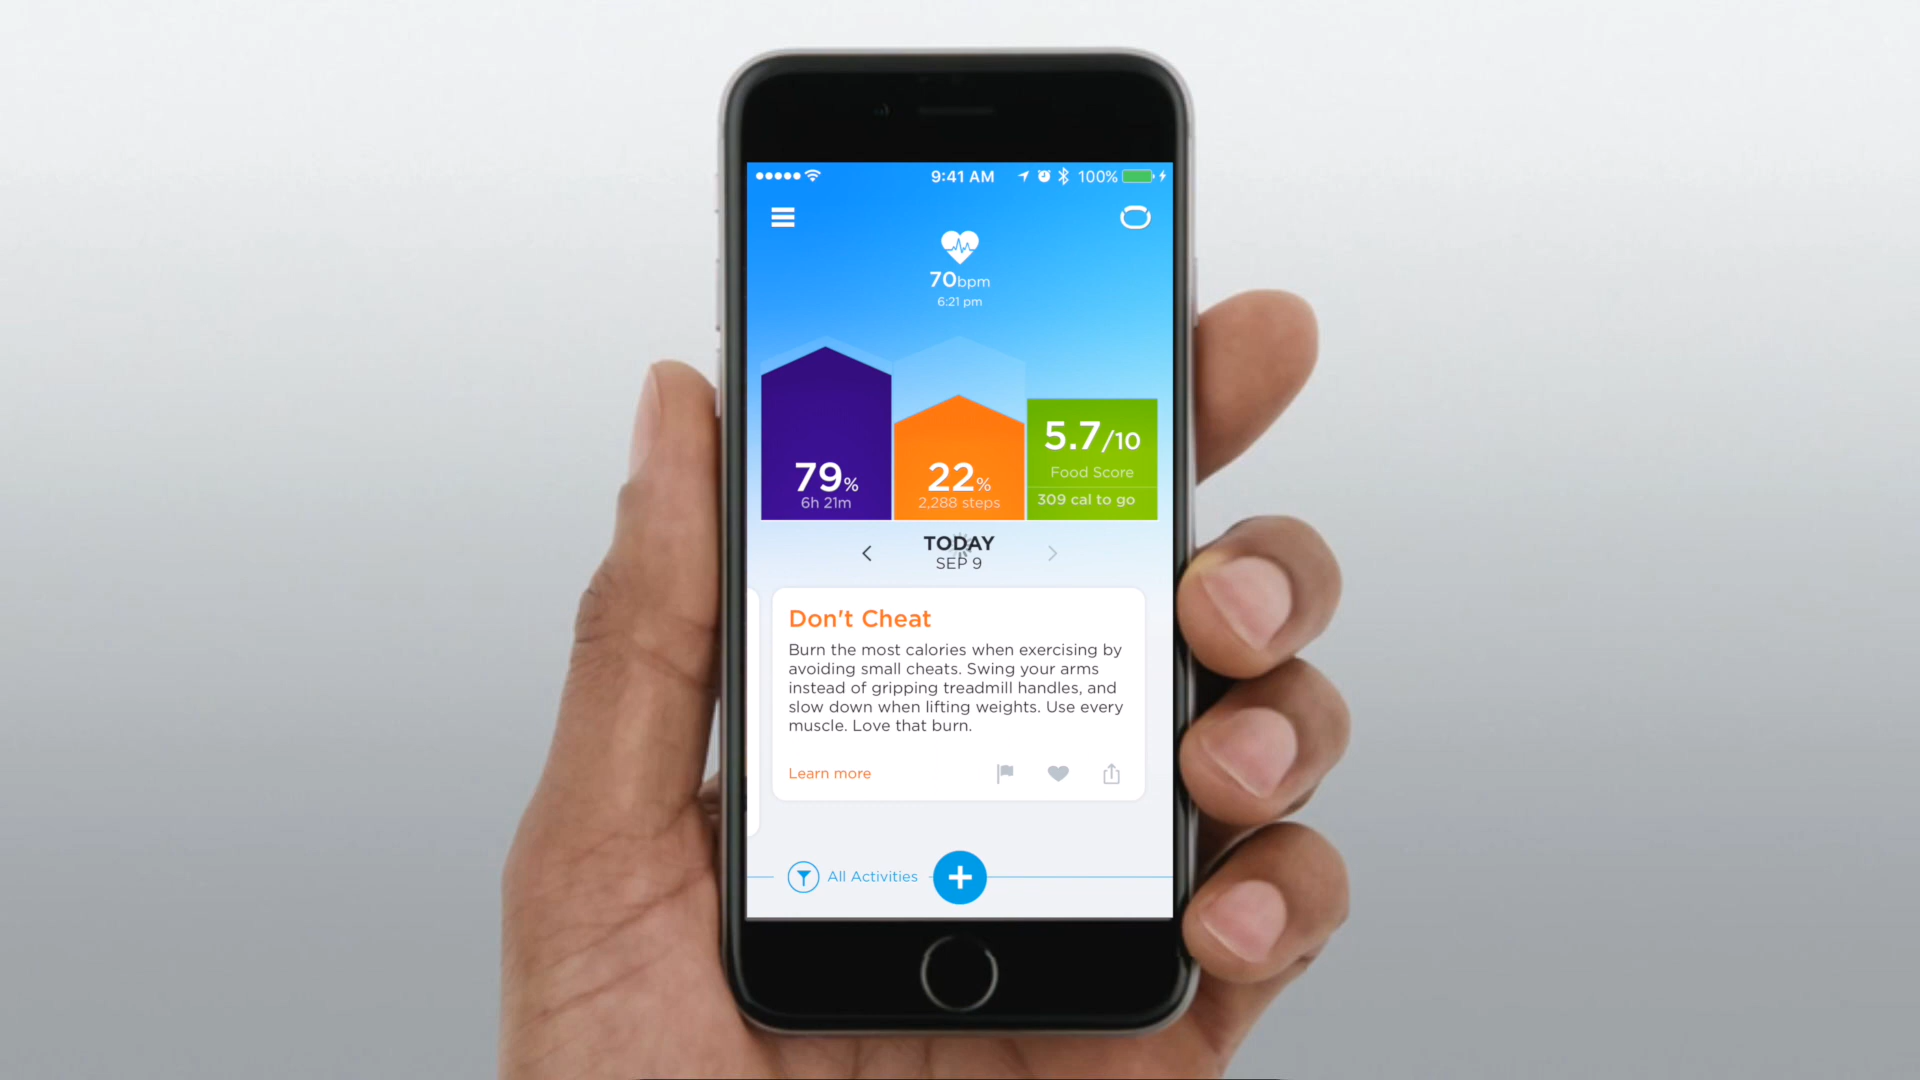 9:41 AM 100%
70bpm
6:21 pm
79%
6h 21m
22%
2,288 steps
5.7/10
Food Score
309 cal to go
TODAY
SEP 9
Don't Cheat
Burn the most calories when exercising by
avoiding small cheats. Swing your arms
instead of gripping treadmill handles, and
slow down when lifting weights. Use every
muscle. Love that burn.
Learn more
All Activities